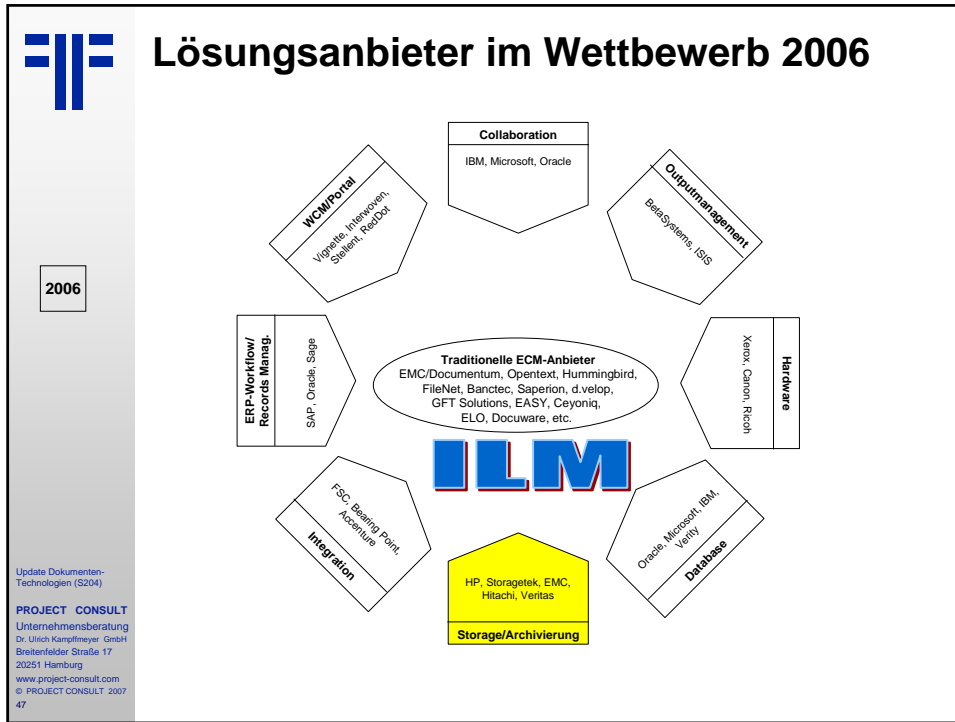 Lösungsanbieter im Wettbewerb 2006
2006
Collaboration
IBM, Microsoft, Oracle
Outputmanagement
BetaSystems, ISIS
Hardware
Xerox, Canon, Ricoh
Database
Oracle, Microsoft, IBM,
Verity
HP, Storagetek, EMC,
Hitachi, Veritas
Storage/Archivierung
FSC, Bearing Point,
Accenture
Integration
ERP-Workflow/
Records Manag.
SAP, Oracle, Sage
WCM/Portal
Vignette, Interwoven,
Stellent, RedDot
Traditionelle ECM-Anbieter
EMC/Documentum, Opentext, Hummingbird,
FileNet, Banctec, Saperion, d.velop,
GFT Solutions, EASY, Ceyoniq,
ELO, Docuware, etc.
ILM
Update Dokumenten-
Technologien (S204)
PROJECT CONSULT
Unternehmensberatung
Dr. Ulrich Kampffmeyer GmbH
Breitenfelder Straße 17
20251 Hamburg
www.project-consult.com
© PROJECT CONSULT 2007
47